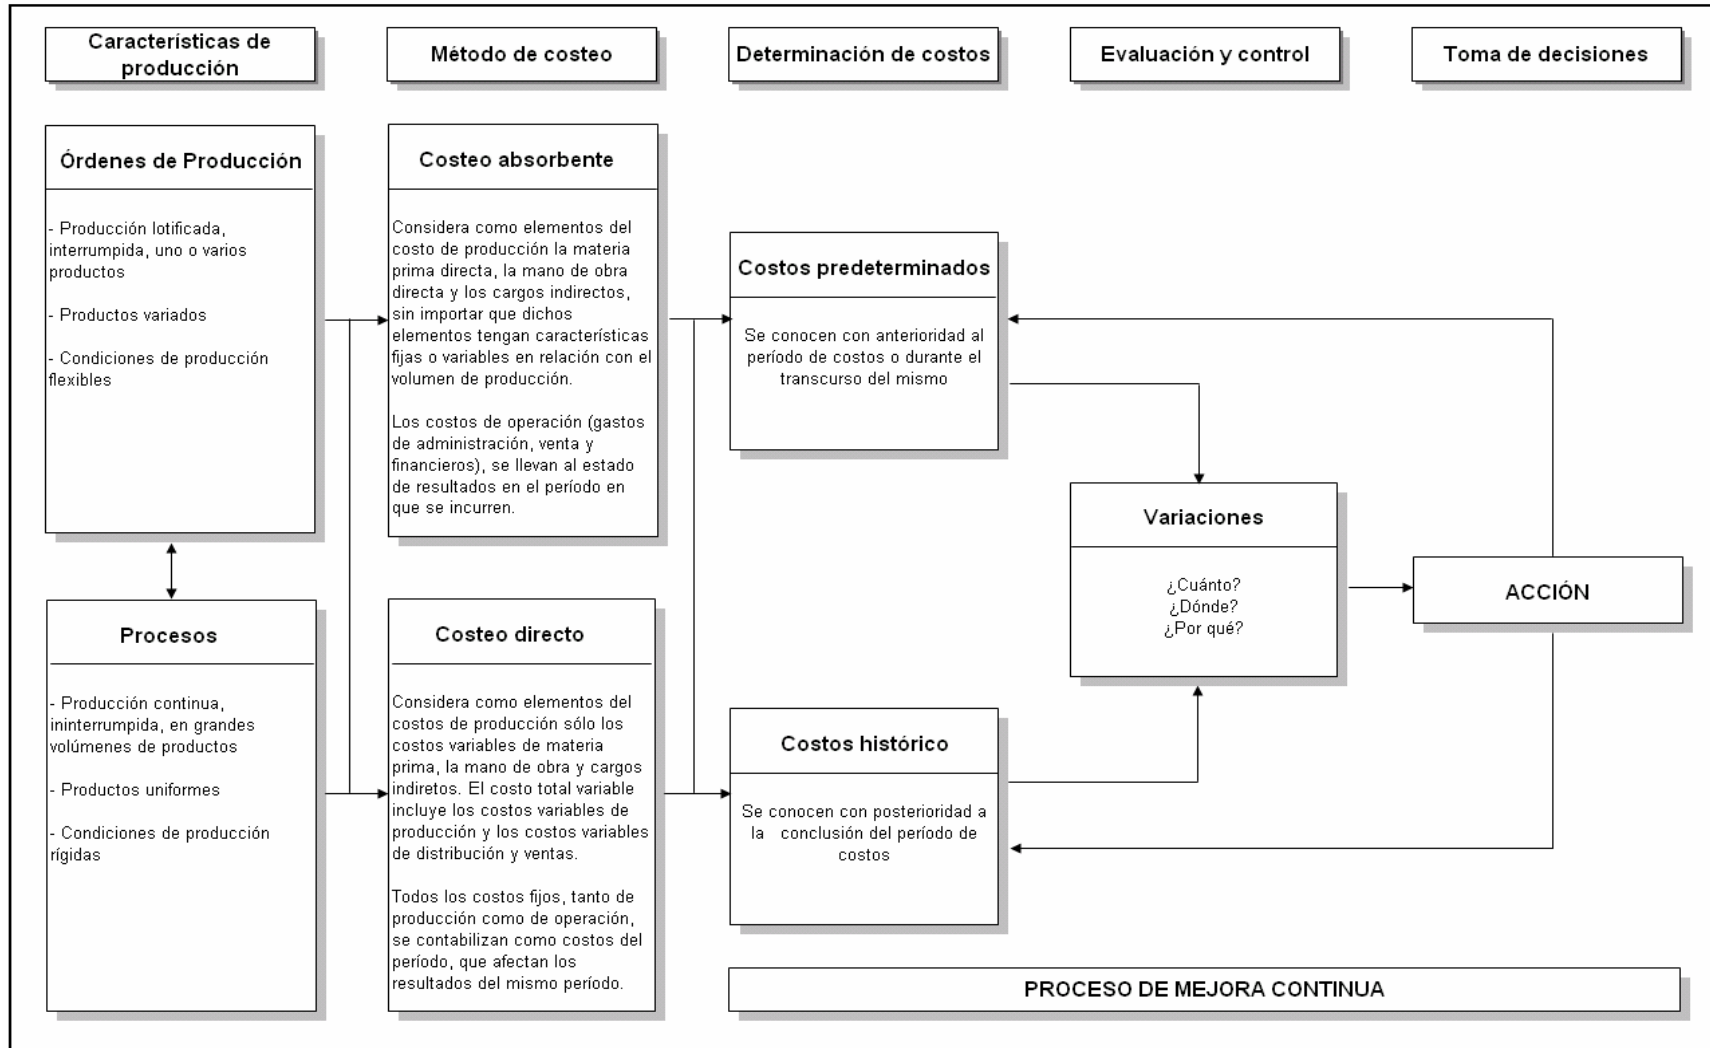 Características de
producción
Método de costeo
Determinación de costos
Evaluación y control
Toma de decisiones
Órdenes de Producción
- Producción lotificada,
interrumpida, uno o varios
productos
- Productos variados
- Condiciones de producción
flexibles
Procesos
- Producción continua,
ininterrumpida, en grandes
volúmenes de productos
- Productos uniformes
- Condiciones de producción
rígidas
Costeo absorbente
Considera como elementos del
costo de producción la materia
prima directa, la mano de obra
directa y los cargos indirectos,
sin importar que dichos
elementos tengan características
fijas o variables en relación con el
volumen de producción.
Los costos de operación (gastos
de administración, venta y
financieros), se llevan al estado
de resultados en el período en
que se incurren.
Costeo directo
Considera como elementos del
costos de producción sólo los
costos variables de materia
prima, la mano de obra y cargos
indiretos. El costo total variable
incluye los costos variables de
producción y los costos variables
de distribución y ventas.
Todos los costos fijos, tanto de
producción como de operación,
se contabilizan como costos del
período, que afectan los
resultados del mismo período.
Costos predeterminados
Se conocen con anterioridad al
período de costos o durante el
transcurso del mismo
Costos histórico
Se conocen con posterioridad a
la conclusión del período de
costos
Variaciones
¿Cuánto?
¿Dónde?
¿Por qué?
ACCIÓN
PROCESO DE MEJORA CONTINUA